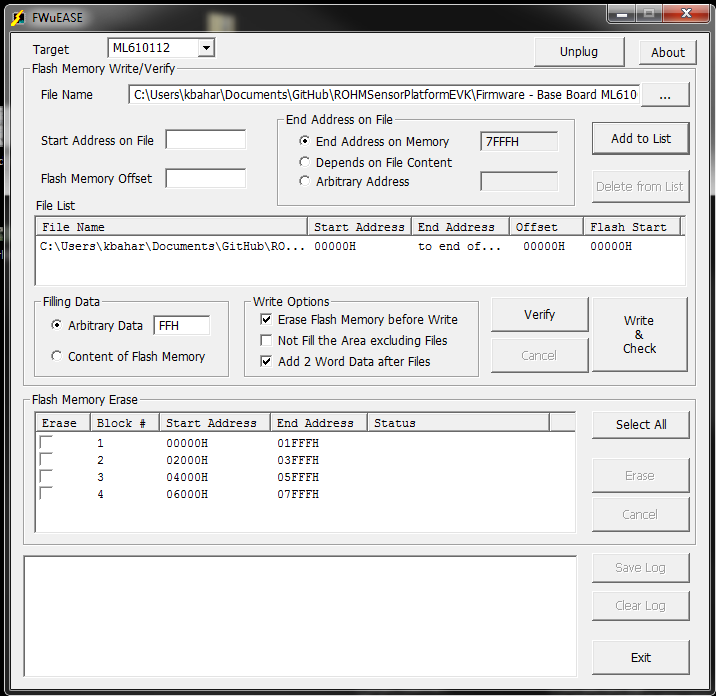 FWuEASE
Target ML610112 Unplug About
Flash Memory Write/Verify
File Name C:\Users\kbahar\Documents\GitHub\ROHMSensorPlatformEVK\Firmware - Base Board ML610 ...
End Address on File
Start Address on File End Address on Memory 7FFFH Add to List
Depends on File Content
Flash Memory Offset Arbitrary Address Delete from List
File List
File Name Start Address End Address Offset Flash Start
C:\Users\kbahar\Documents\GitHub\RO... 00000H to end of... 00000H 00000H
Filling Data Write Options
Arbitrary Data FFH Erase Flash Memory before Write Verify Write
Not Fill the Area excluding Files &
Content of Flash Memory Add 2 Word Data after Files Cancel Check
Flash Memory Erase
Erase Block # Start Address End Address Status Select All
1 00000H 01FFFH
2 02000H 03FFFH
3 04000H 05FFFH Erase
4 06000H 07FFFH
Cancel
Save Log
Clear Log
Exit